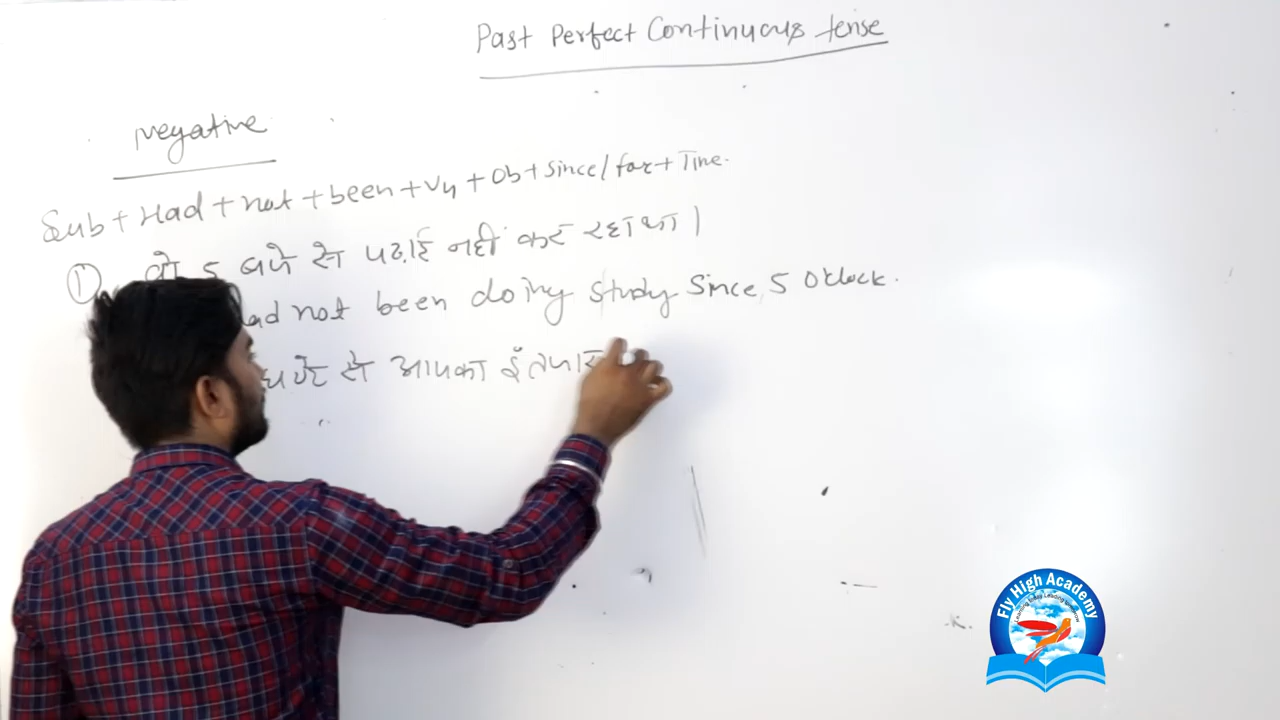 Past Perfect Continuous tense
Negative
Sub + Had + not + been + V4 + Ob + Since/for + Time.
① वो 5 बजे से पढ़ाई नहीं कर रहा था।
had not been doing study Since 5 O'clock.
घण्टे से आपका इंतजार
Fly High Academy